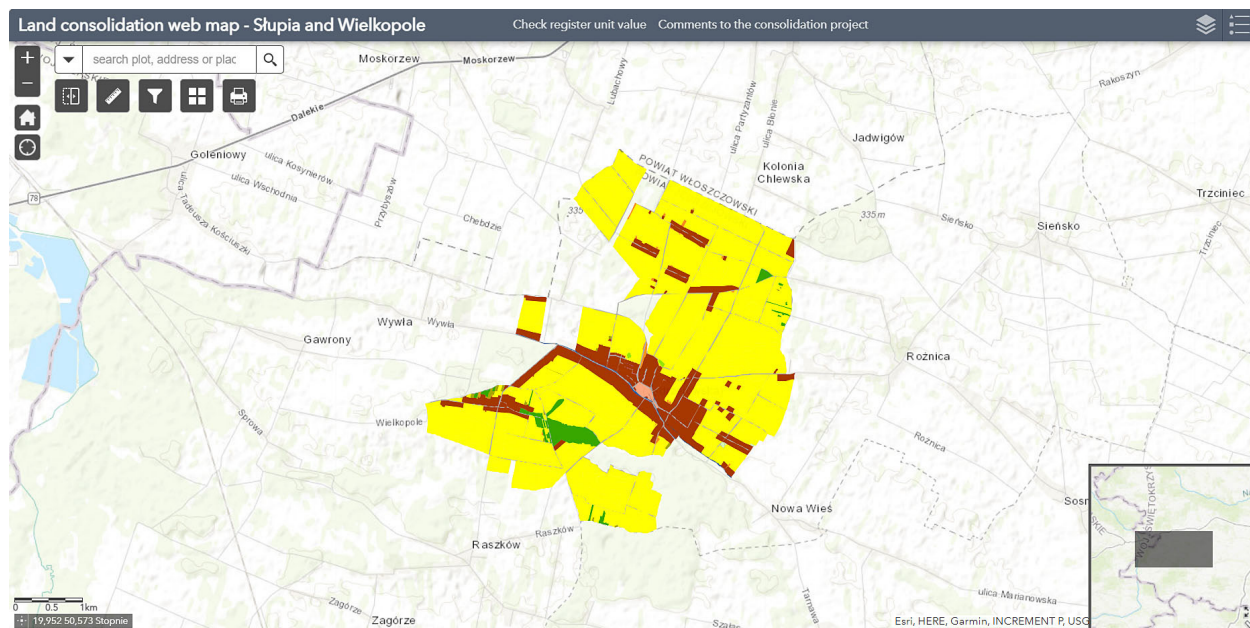 Land consolidation web map - Słupia and Wielkopole
Check register unit value
Comments to the consolidation project
+
−
search plot, address or plac
Moskorzew
Moskorzew
Lubachowy
Rakoszyn
Dalekie
ulica Partyzantów
ulica Błonie
Jadwigów
Goleniowy
ulica Kosynierów
POWIAT WŁOSZCZOWSKI
Kolonia
Chlewska
ulica Wschodnia
ulica Tadeusza Kościuszki
Przybyszów
78
Trzciniec
335
335 m
Chebdzie
Sieńsko
Sieńsko
Trzciniec
Wywła
Wywła
Gawrony
Rożnica
Sprowa
Wielkopole
Rożnica
Nowa Wieś
Raszków
Raszków
Zagórze
Zagórze
Tarnawa
ulica Marianowska
0 0.5 1km
19,952 50,573 Stopnie
Esri, HERE, Garmin, INCREMENT P, USG